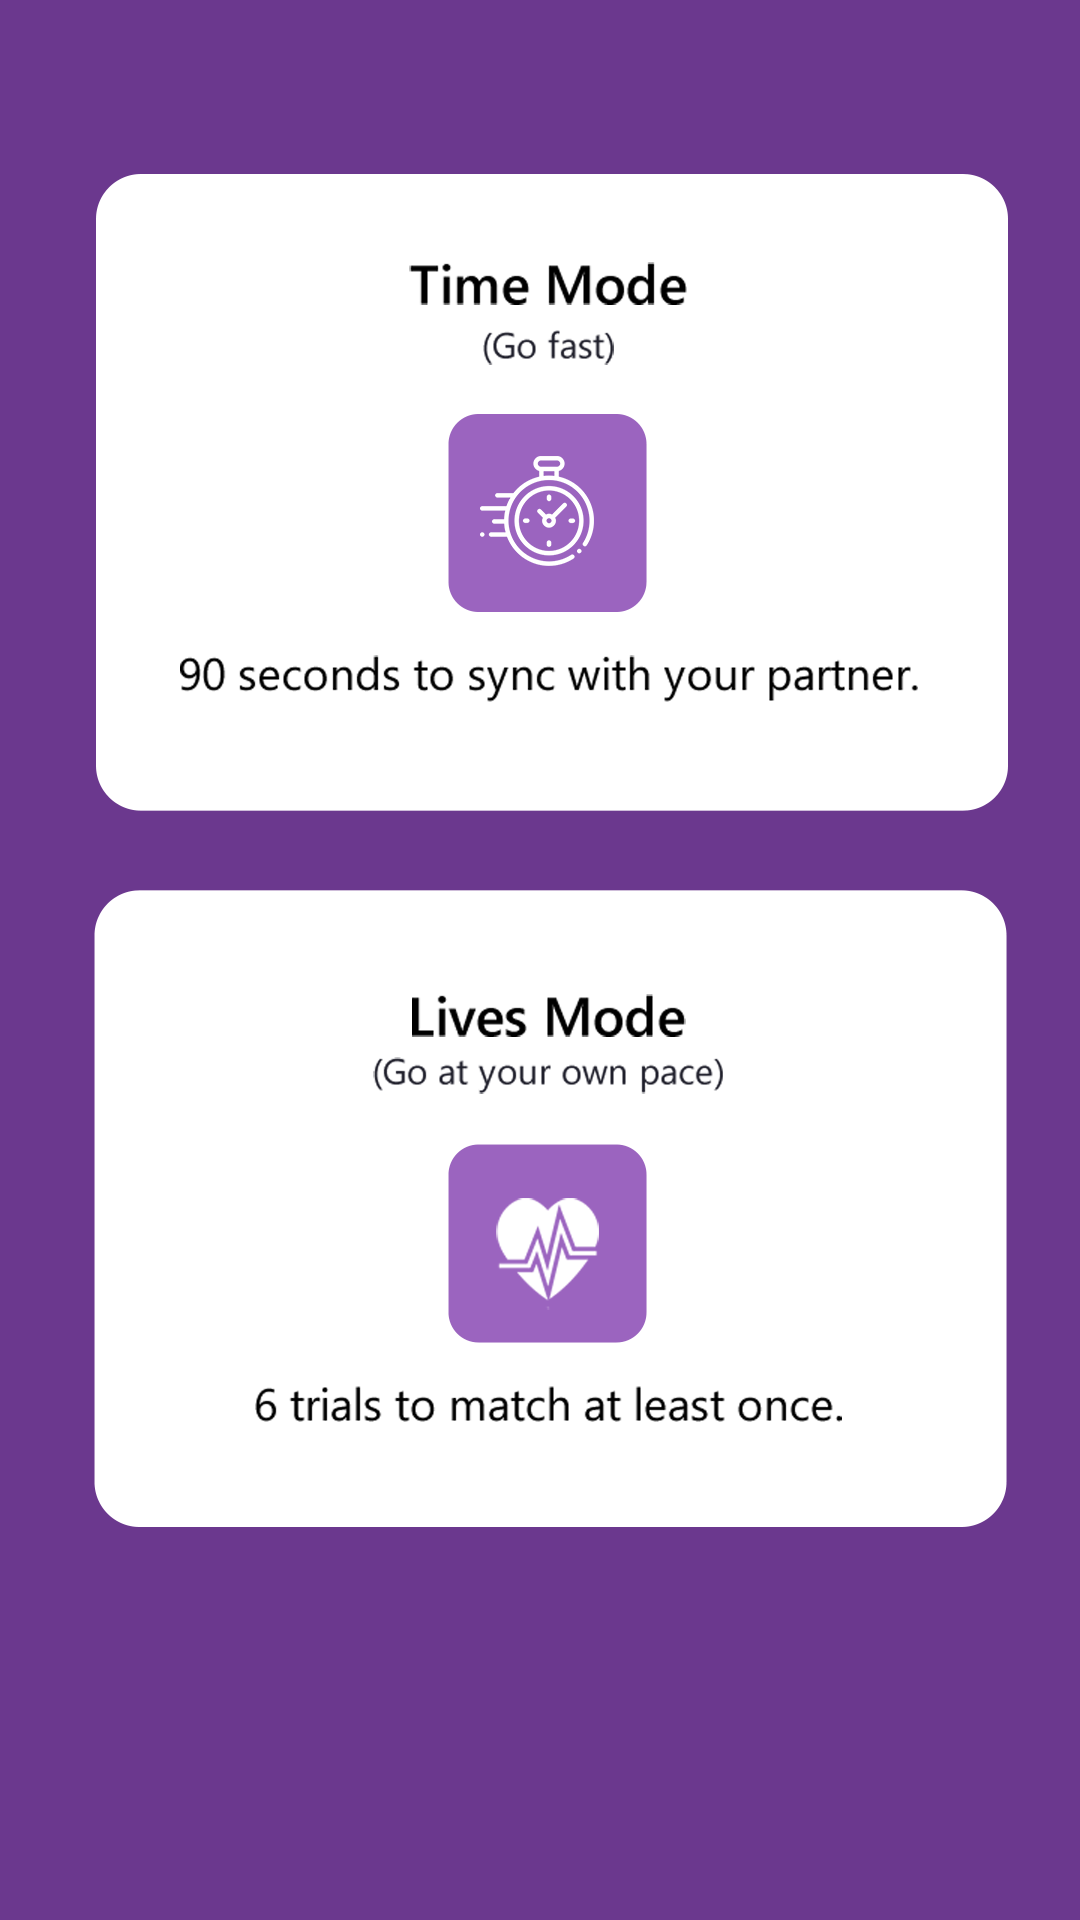 Time Mode
(Go fast)
90 seconds to sync with your partner.
Lives Mode
(Go at your own pace)
6 trials to match at least once.